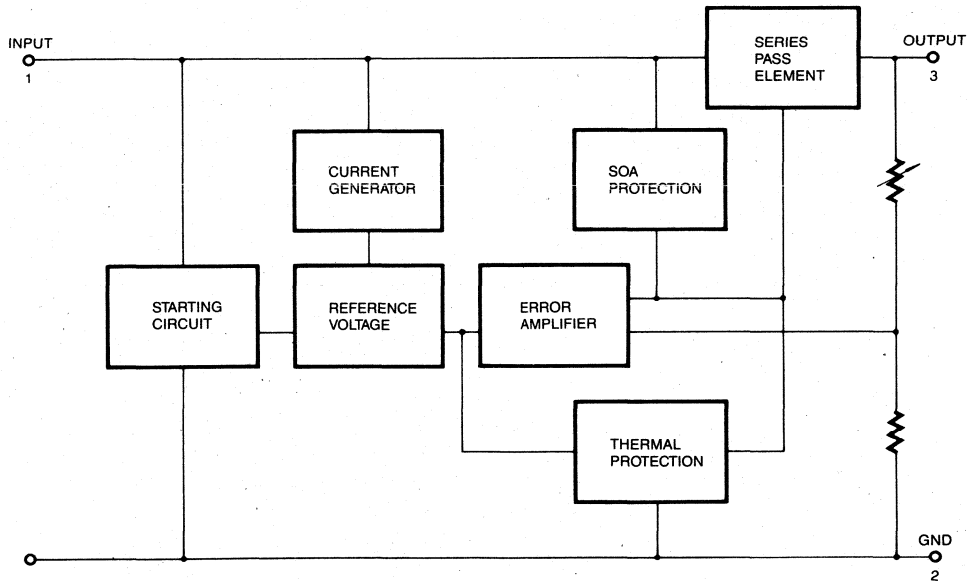 INPUT
1
SERIES
PASS
ELEMENT
OUTPUT
3
CURRENT
GENERATOR
SOA
PROTECTION
STARTING
CIRCUIT
REFERENCE
VOLTAGE
ERROR
AMPLIFIER
THERMAL
PROTECTION
GND
2